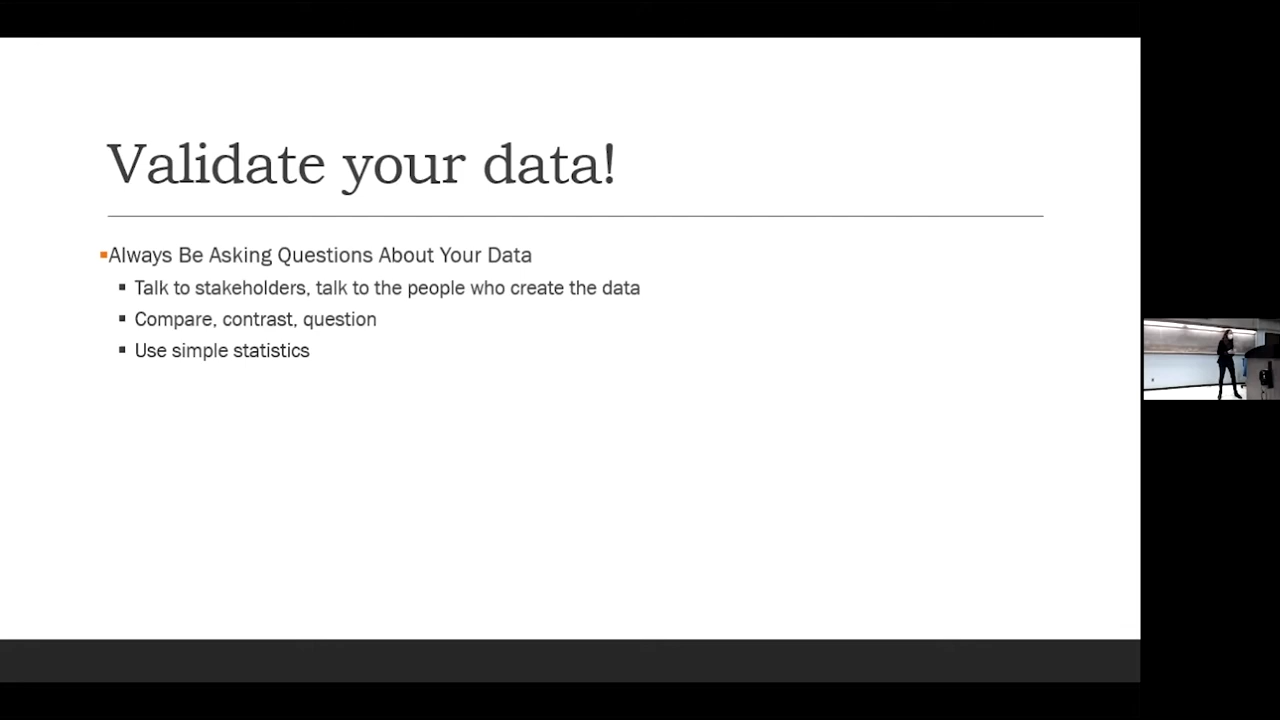 Validate your data!
Always Be Asking Questions About Your Data
Talk to stakeholders, talk to the people who create the data
Compare, contrast, question
Use simple statistics